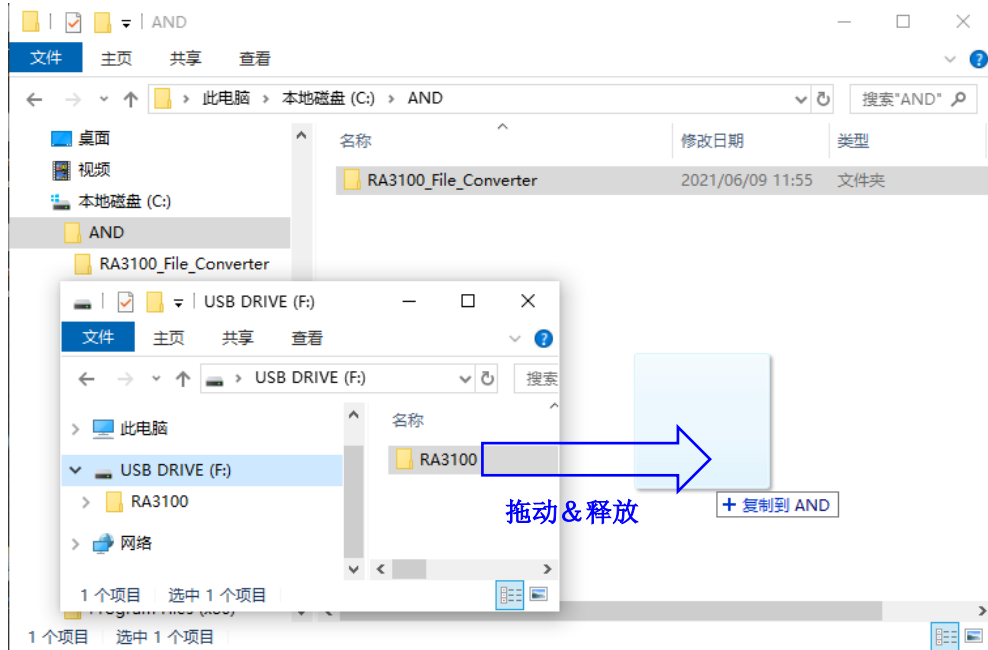 AND
文件 主页 共享 查看
此电脑 › 本地磁盘 (C:) › AND
搜索"AND"
桌面
视频
本地磁盘 (C:)
AND
RA3100_File_Converter
名称 修改日期 类型
RA3100_File_Converter 2021/06/09 11:55 文件夹
USB DRIVE (F:)
文件 主页 共享 查看
USB DRIVE (F:)
搜索
此电脑
USB DRIVE (F:)
RA3100
网络
名称
RA3100
1 个项目 选中 1 个项目
拖动&释放
+ 复制到 AND
Program Files (x86)
1 个项目 选中 1 个项目